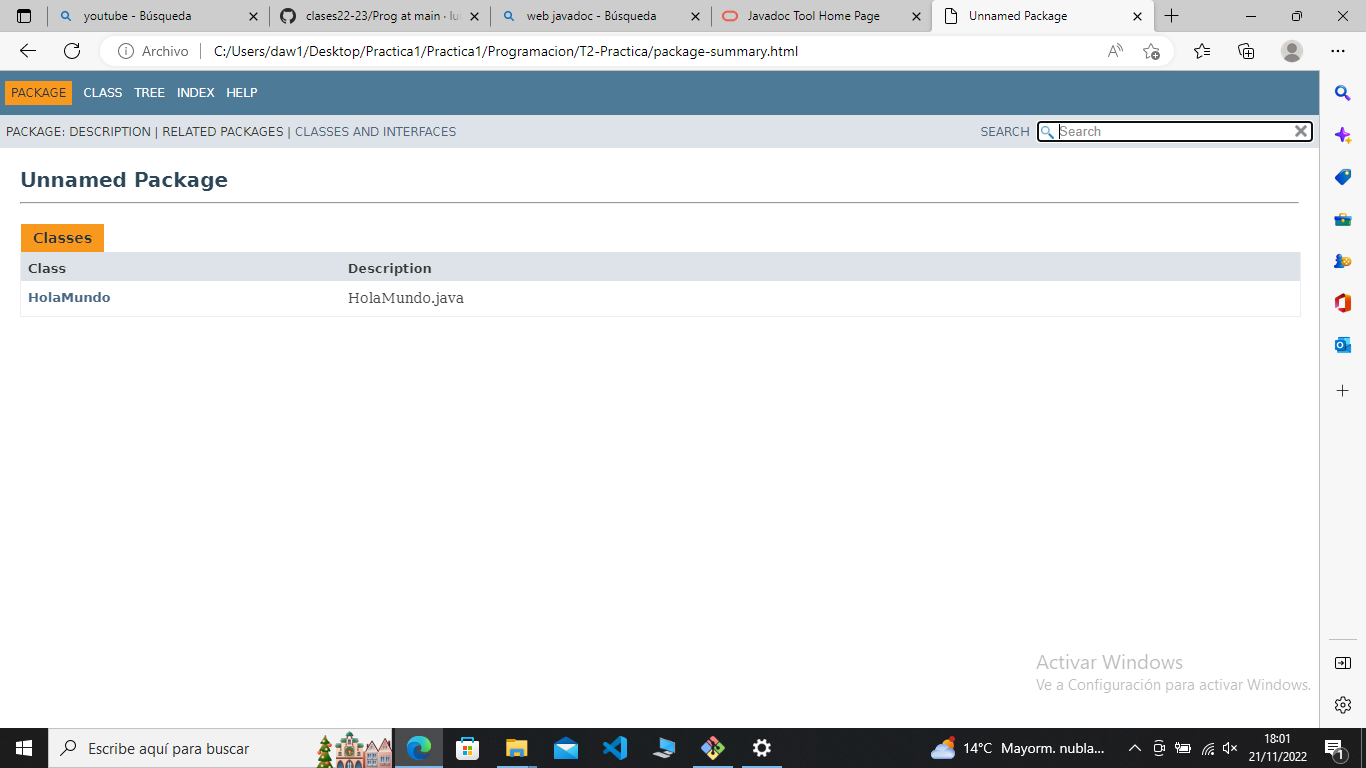 youtube - Búsqueda
clases22-23/Prog at main · lu
web javadoc - Búsqueda
Javadoc Tool Home Page
Unnamed Package
Archivo
C:/Users/daw1/Desktop/Practica1/Practica1/Programacion/T2-Practica/package-summary.html
PACKAGE CLASS TREE INDEX HELP
PACKAGE: DESCRIPTION | RELATED PACKAGES | CLASSES AND INTERFACES
SEARCH Search
Unnamed Package
Classes
Class Description
HolaMundo HolaMundo.java
Activar Windows
Ve a Configuración para activar Windows.
Escribe aquí para buscar
14°C Mayorm. nubla...
18:01
21/11/2022
1